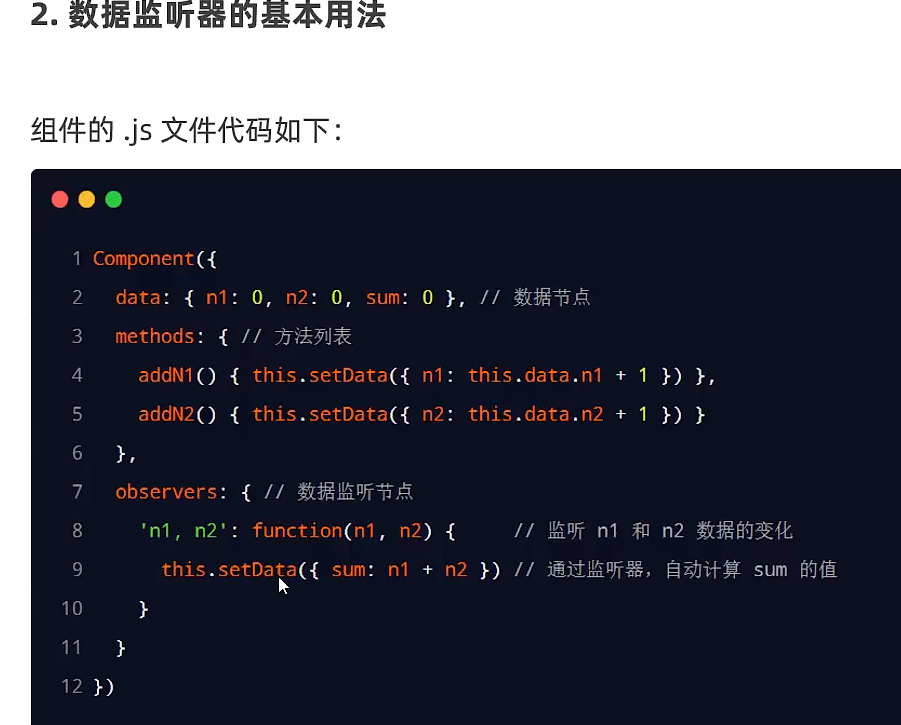 2. 数据监听器的基本用法
组件的 .js 文件代码如下：
1 Component({
2   data: { n1: 0, n2: 0, sum: 0 }, // 数据节点
3   methods: { // 方法列表
4     addN1() { this.setData({ n1: this.data.n1 + 1 }) },
5     addN2() { this.setData({ n2: this.data.n2 + 1 }) }
6   },
7   observers: { // 数据监听节点
8     'n1, n2': function(n1, n2) {     // 监听 n1 和 n2 数据的变化
9       this.setData({ sum: n1 + n2 }) // 通过监听器，自动计算 sum 的值
10     }
11   }
12 })